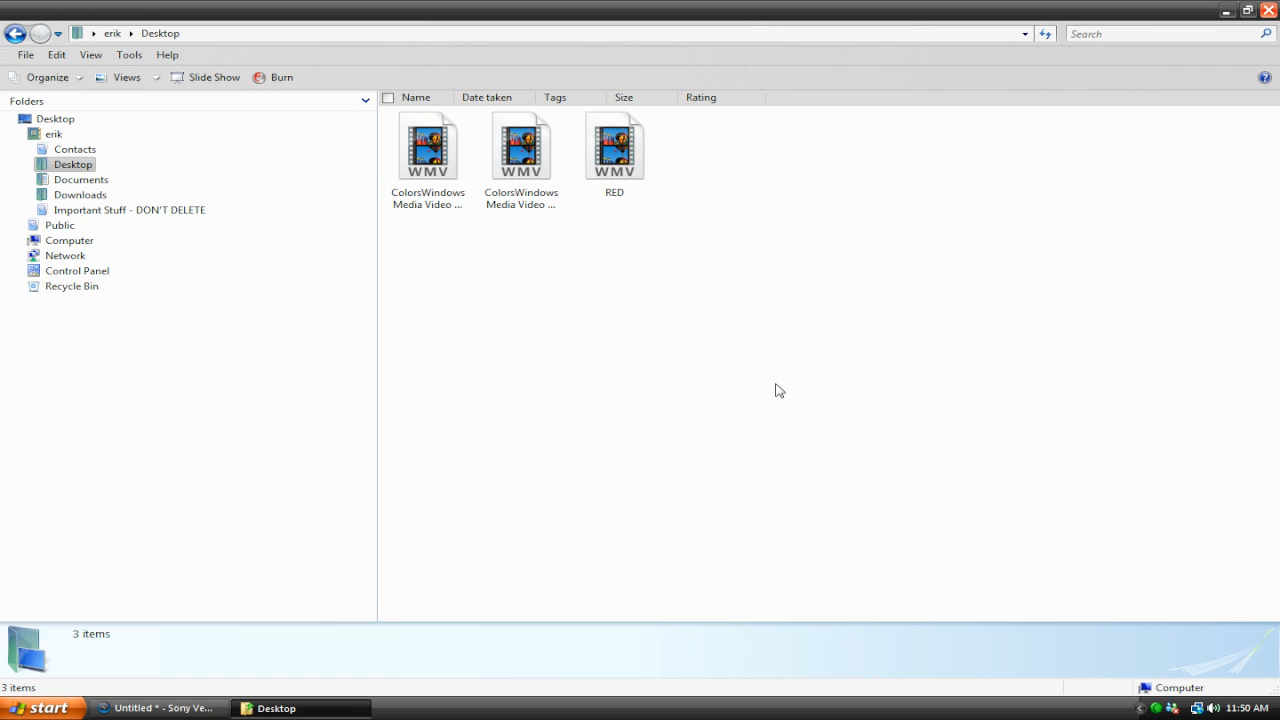 erik Desktop
Search
File Edit View Tools Help
Organize Views Slide Show Burn
Folders
Name Date taken Tags Size Rating
Desktop
erik
Contacts
Desktop
Documents
Downloads
Important Stuff - DON'T DELETE
Public
Computer
Network
Control Panel
Recycle Bin
WMV WMV WMV
ColorsWindows
Media Video ...
ColorsWindows
Media Video ...
RED
3 items
3 items
Computer
start
Untitled * - Sony Ve...
Desktop
11:50 AM